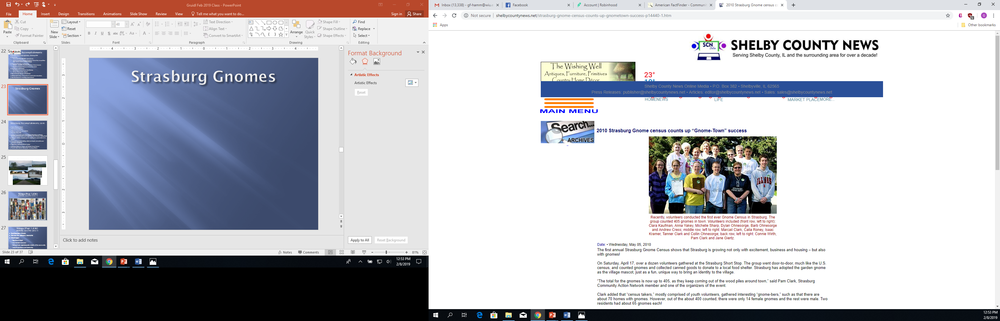 Gruidl Feb 2019 Class - PowerPoint
File Home Insert Design Transitions Animations Slide Show Review View Tell me what you want to do... Sign in Share
Paste
Cut
Copy
Format Painter
Clipboard
New
Slide
Layout
Reset
Section
Slides
48
Font
Paragraph
Text Direction
Align Text
Convert to SmartArt
Arrange
Quick
Styles
Shape Fill
Shape Outline
Shape Effects
Drawing
Find
Replace
Select
Editing
22
STRASBURG Accomplishments
23
Strasburg Gnomes
24
Strasburg Accomplishments, cont.
25
26
Neoga (Pop: 1,636)
27
Neoga (Pop: 1,636)
Strasburg Gnomes
Format Background
Artistic Effects
Artistic Effects
Reset
Apply to All
Reset Background
Click to add notes
Slide 23 of 37
Notes Comments 81%
12:53 PM
2/8/2019
Inbox (13,338) - gf-hamm@wiu.e
Facebook
Account | Robinhood
American FactFinder - Communit
2010 Strasburg Gnome census co
Not secure | shelbycountynews.net/strasburg-gnome-census-counts-up-gnometown-success-p14440-1.htm
Apps
Other bookmarks
SCN
Online
SHELBY COUNTY NEWS
Serving Shelby County, IL and the surrounding area for over a decade!
The Wishing Well
Antiques, Furniture, Primitives
Country Home Décor
23°
Shelby County News Online Media • P.O. Box 382 • Shelbyville, IL 62565
Press Releases: publisher@shelbycountynews.net • Articles: editor@shelbycountynews.net • Sales: sales@shelbycountynews.net
HOME NEWS LIFE MARKET PLACE MORE...
MAIN MENU
Search...
ARCHIVES
2010 Strasburg Gnome census counts up “Gnome-Town” success
ILLINOIS
Recently, volunteers conducted the first ever Gnome Census in Strasburg. The
group counted 405 gnomes in town. Volunteers included (front row, left to right):
Clara Kaufman, Anna Yakey, Michelle Sharp, Dylan Ohnesorge, Barb Ohnesorge
and Andrew Cress; middle row, left to right: Marcail Clark, Calla Roney, Isaac
Kramer, Tanner Clark and Collin Ohnesorge; back row, left to right: Connie Wirth,
Pam Clark and Jane Giertz.
Date: • Wednesday, May 05, 2010
The first annual Strasburg Gnome Census shows that Strasburg is growing not only with excitement, business and housing – but also
with gnomes!
On Saturday, April 17, over a dozen volunteers gathered at the Strasburg Short Stop. The group went door-to-door, much like the U.S.
census, and counted gnomes and collected canned goods to donate to a local food shelter. Strasburg has adopted the garden gnome
as the village mascot, just as a fun, unique way to bring an identity to the village.
“The total for the gnomes is now up to 405, as they keep coming out of the wood piles around town,” said Pam Clark, Strasburg
Community Action Network member and one of the organizers of the event.
Clark added that “census takers,” mostly comprised of youth volunteers, gathered interesting “gnome-bers,” such as that there are
about 70 homes with gnomes. However, out of the about 400 counted, there were only 14 female gnomes and the rest were male. Two
residents had about 65 gnomes each!
12:53 PM
2/8/2019